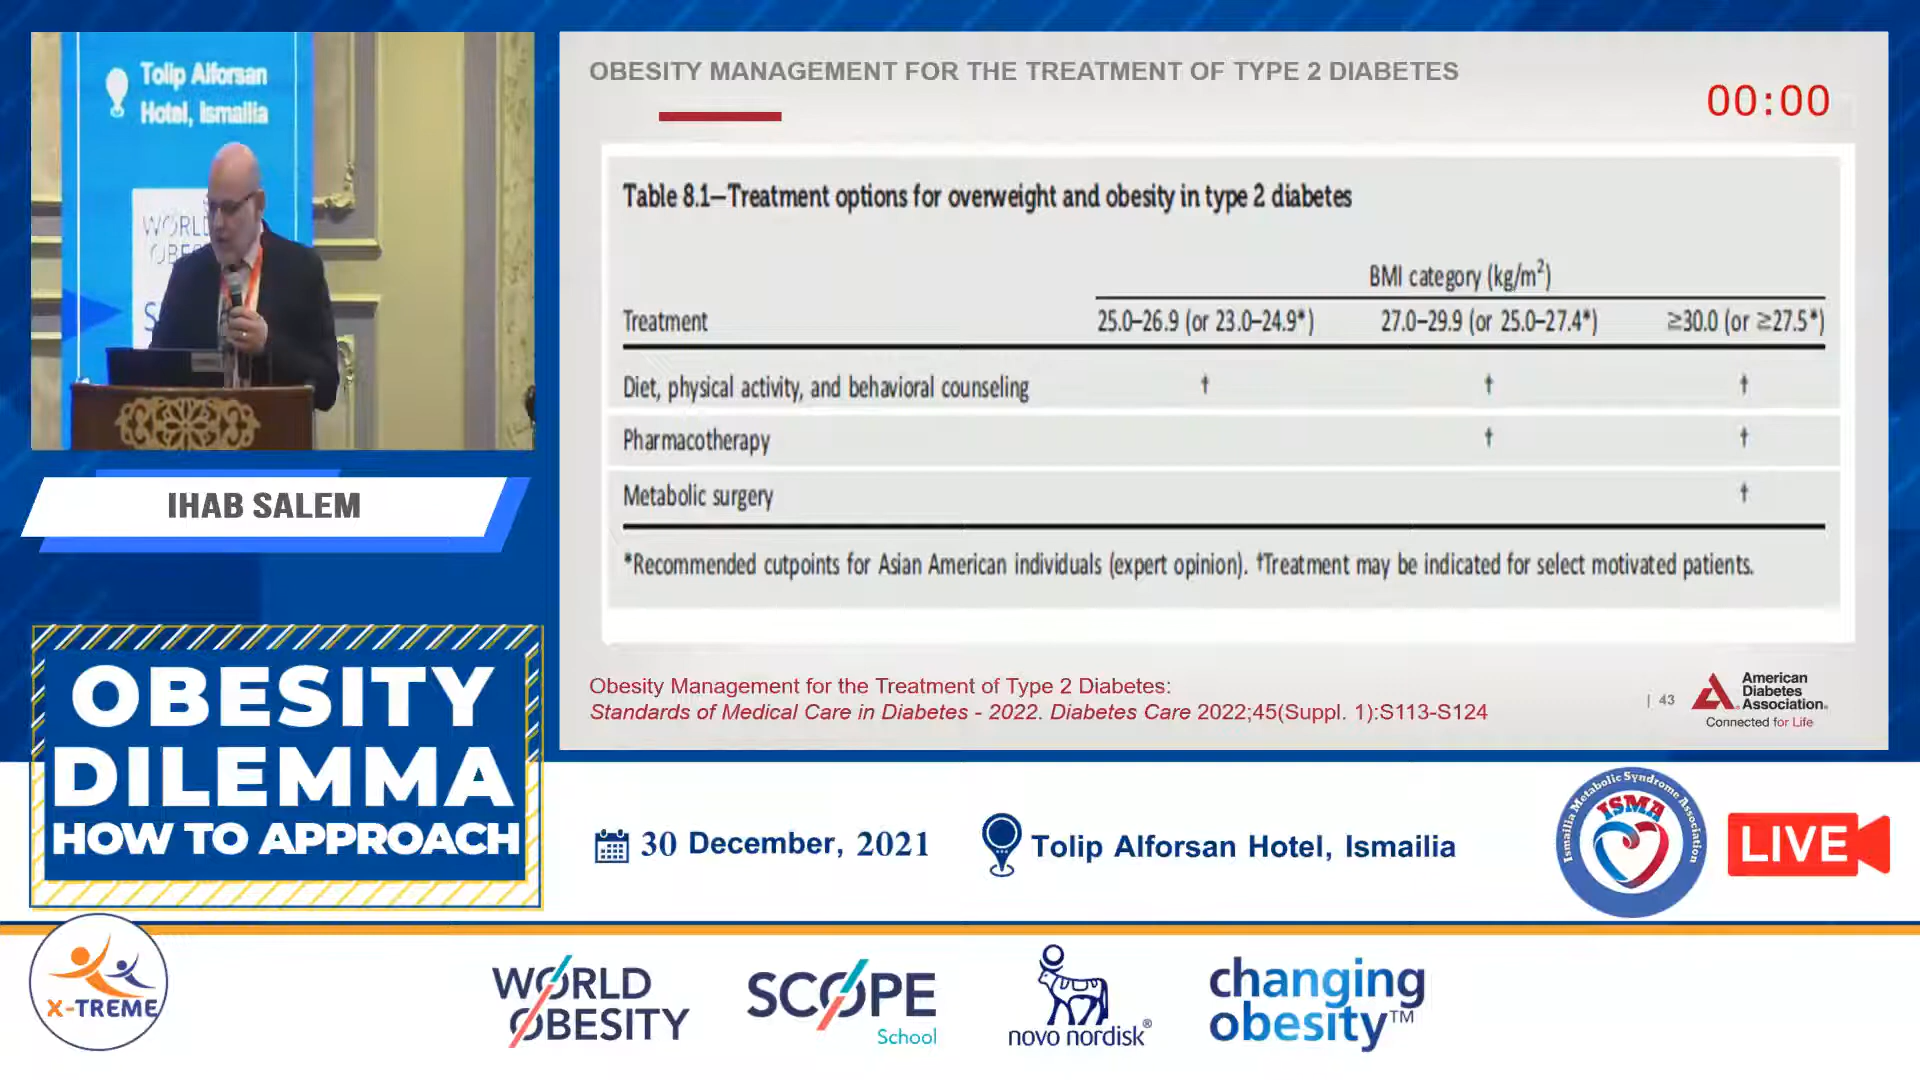 Tolip Alforsan
Hotel, Ismailia
WORLD
OBES
S
IHAB SALEM
OBESITY
DILEMMA
HOW TO APPROACH
OBESITY MANAGEMENT FOR THE TREATMENT OF TYPE 2 DIABETES
00:00
Table 8.1—Treatment options for overweight and obesity in type 2 diabetes
BMI category (kg/m²)
Treatment 25.0–26.9 (or 23.0–24.9*) 27.0–29.9 (or 25.0–27.4*) ≥30.0 (or ≥27.5*)
Diet, physical activity, and behavioral counseling † † †
Pharmacotherapy † †
Metabolic surgery †
*Recommended cutpoints for Asian American individuals (expert opinion). †Treatment may be indicated for select motivated patients.
Obesity Management for the Treatment of Type 2 Diabetes:
Standards of Medical Care in Diabetes - 2022. Diabetes Care 2022;45(Suppl. 1):S113-S124
| 43
American
Diabetes
Association.
Connected for Life
30 December, 2021
Tolip Alforsan Hotel, Ismailia
Ismailia Metabolic Syndrome Association
ISMA
LIVE
X-TREME
WORLD
OBESITY
SCOPE
School
novo nordisk®
changing
obesity™